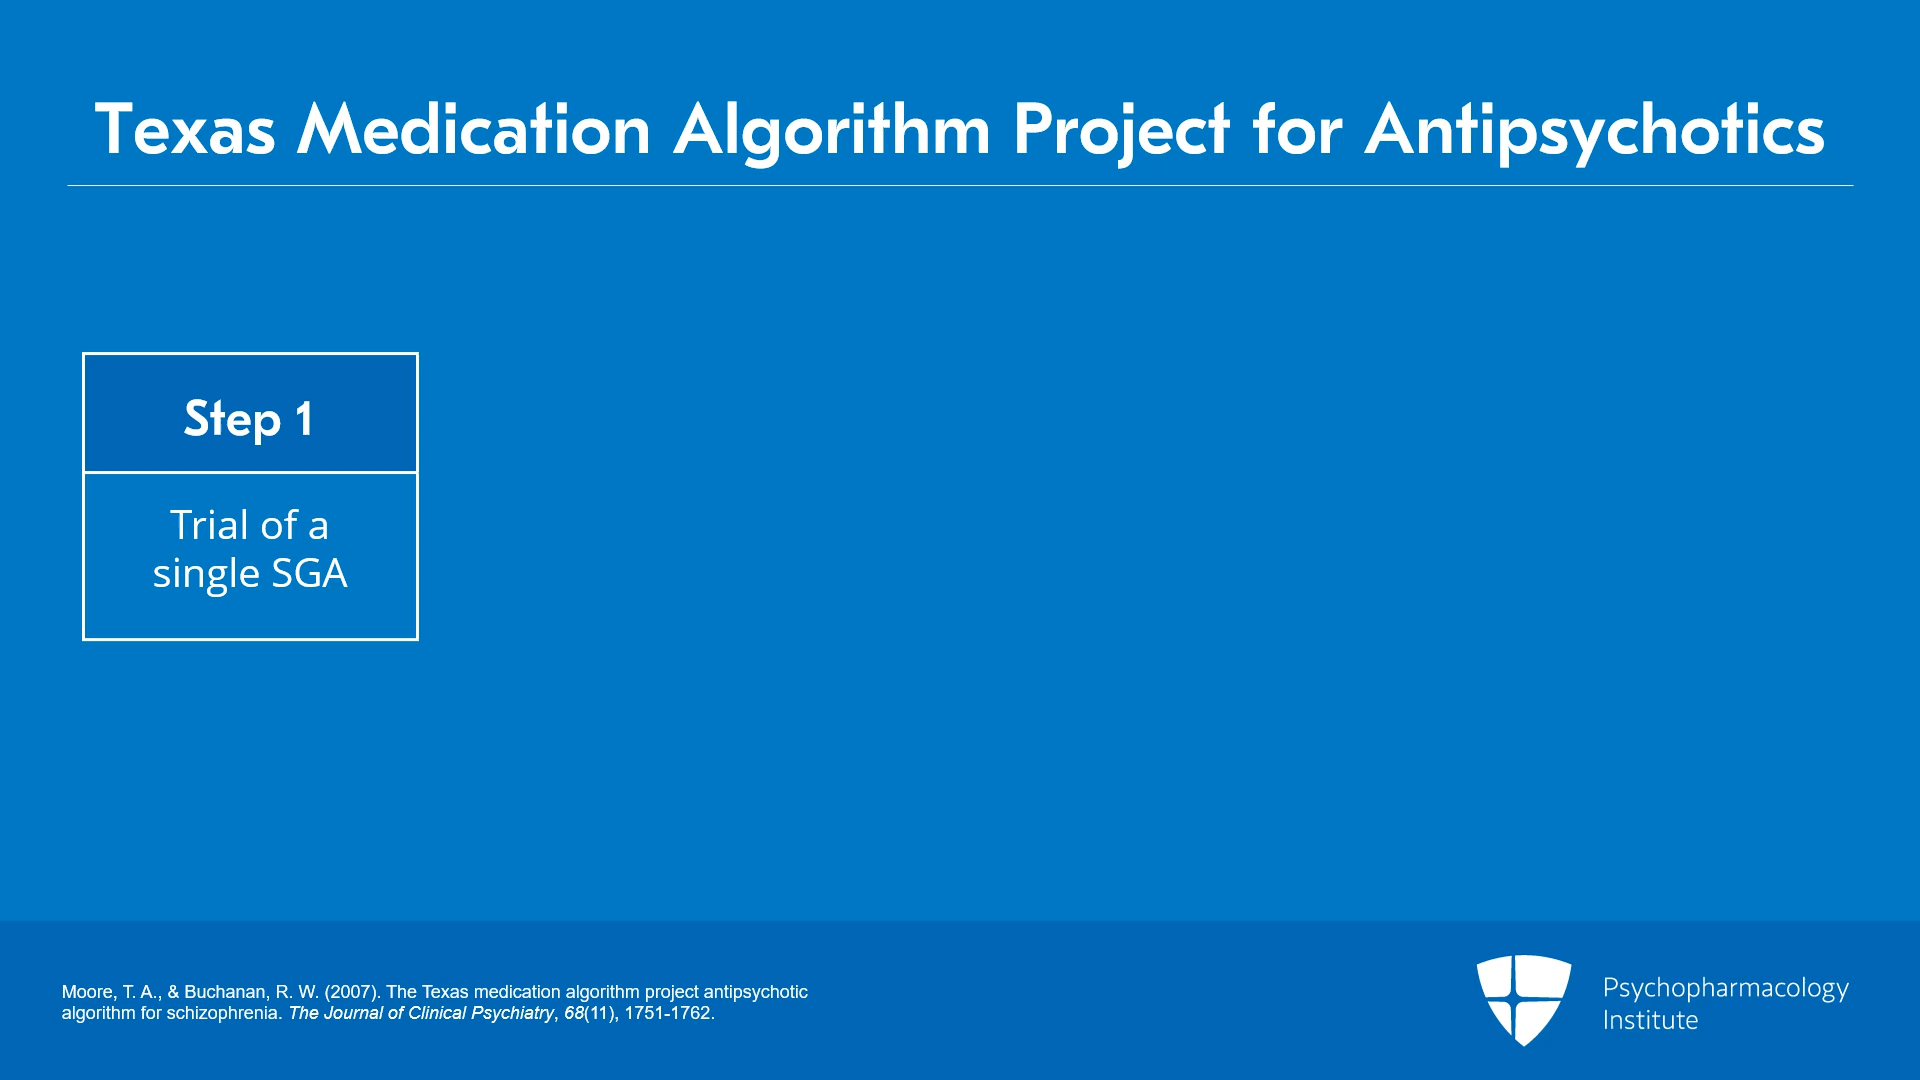 Texas Medication Algorithm Project for Antipsychotics
Step 1
Trial of a
single SGA
Moore, T. A., & Buchanan, R. W. (2007). The Texas medication algorithm project antipsychotic
algorithm for schizophrenia. The Journal of Clinical Psychiatry, 68(11), 1751-1762.
Psychopharmacology
Institute